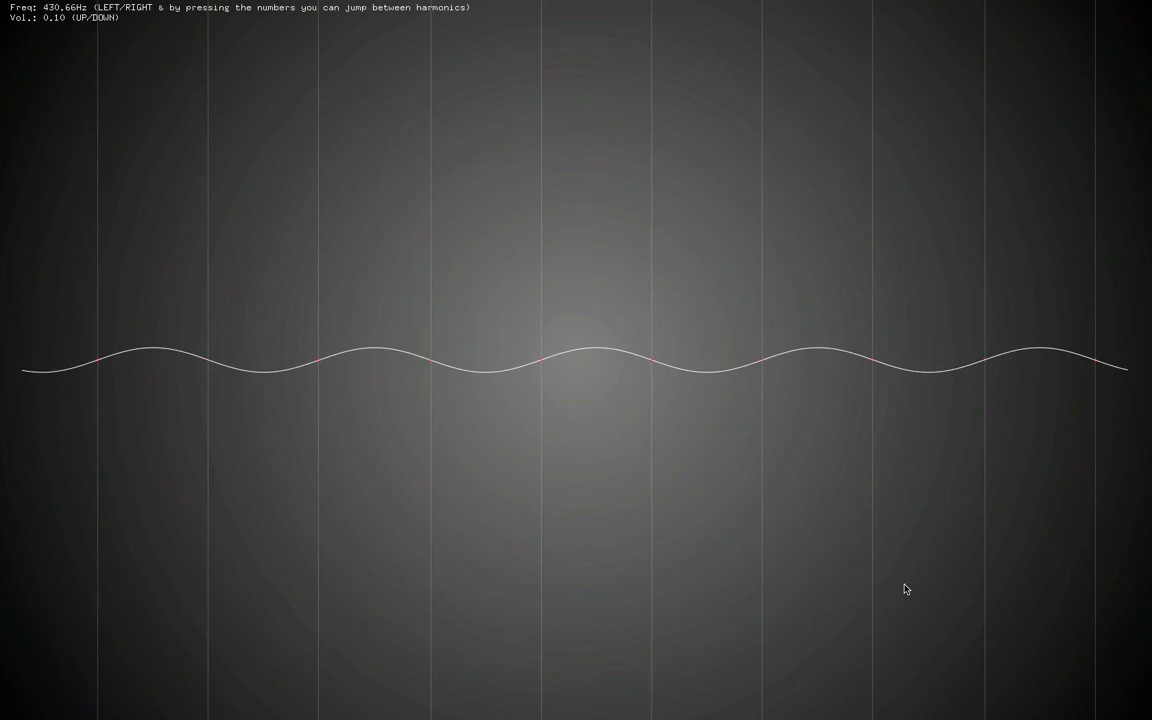 Freq: 430.66Hz (LEFT/RIGHT & by pressing the numbers you can jump between harmonics)
Vol.: 0.10 (UP/DOWN)